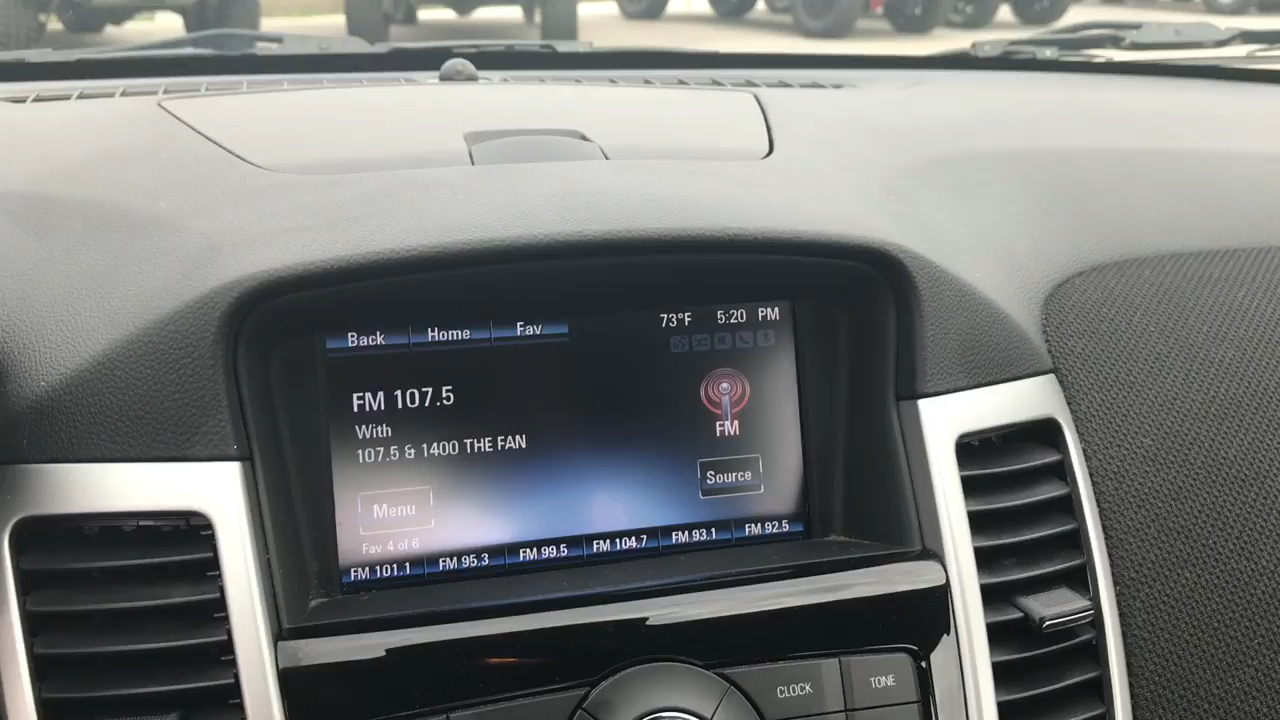 Back Home Fav
73°F 5:20 PM
FM 107.5
With
107.5 & 1400 THE FAN
FM
Source
Menu
Fav 4 of 6
FM 101.1 FM 95.3 FM 99.5 FM 104.7 FM 93.1 FM 92.5
CLOCK
TONE